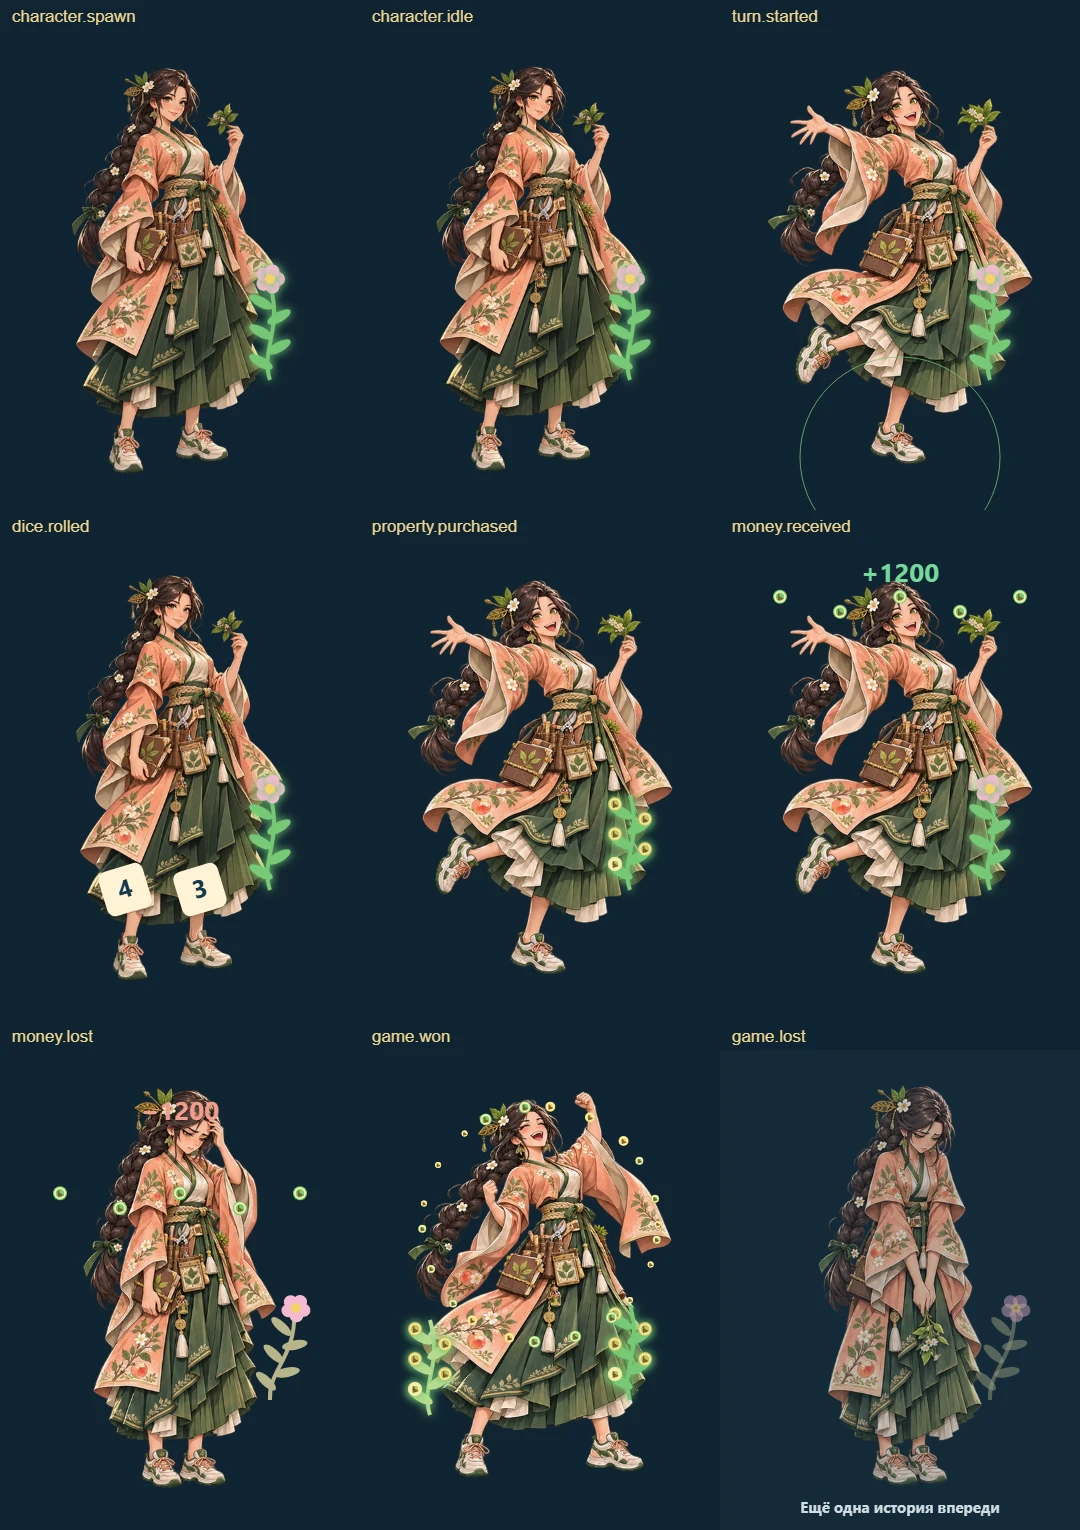 character.spawn
character.idle
turn.started
dice.rolled
property.purchased
money.received
+1200
4
3
money.lost
game.won
game.lost
200
Ещё одна история впереди